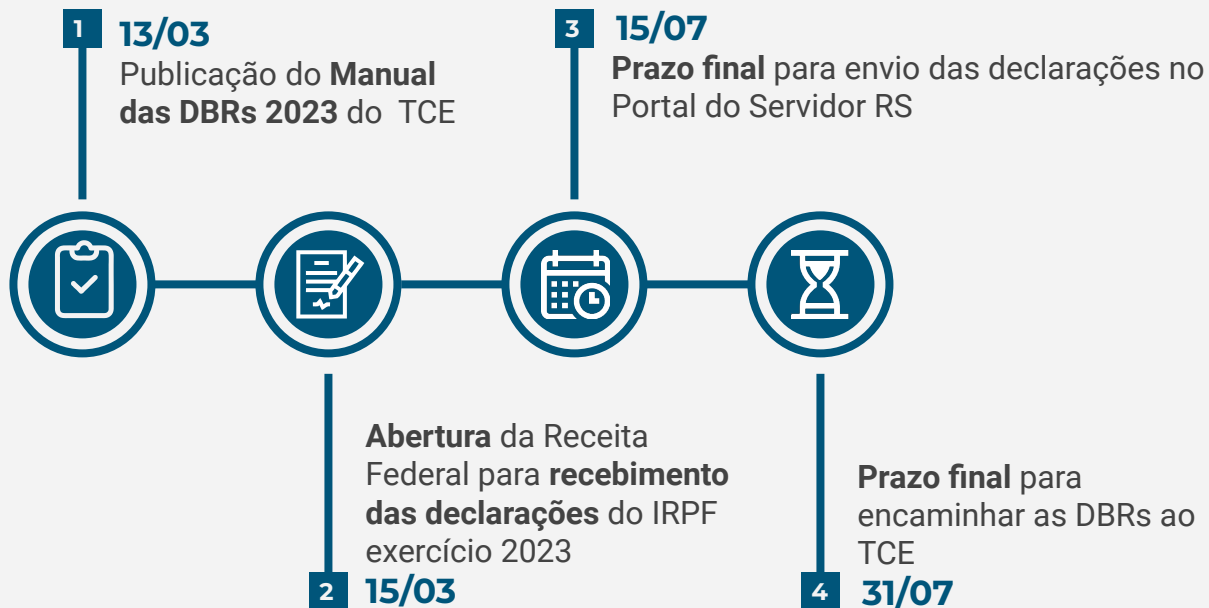 1 13/03
Publicação do Manual
das DBRs 2023 do TCE
3 15/07
Prazo final para envio das declarações no
Portal do Servidor RS
Abertura da Receita
Federal para recebimento
das declarações do IRPF
exercício 2023
2 15/03
Prazo final para
encaminhar as DBRs ao
TCE
4 31/07